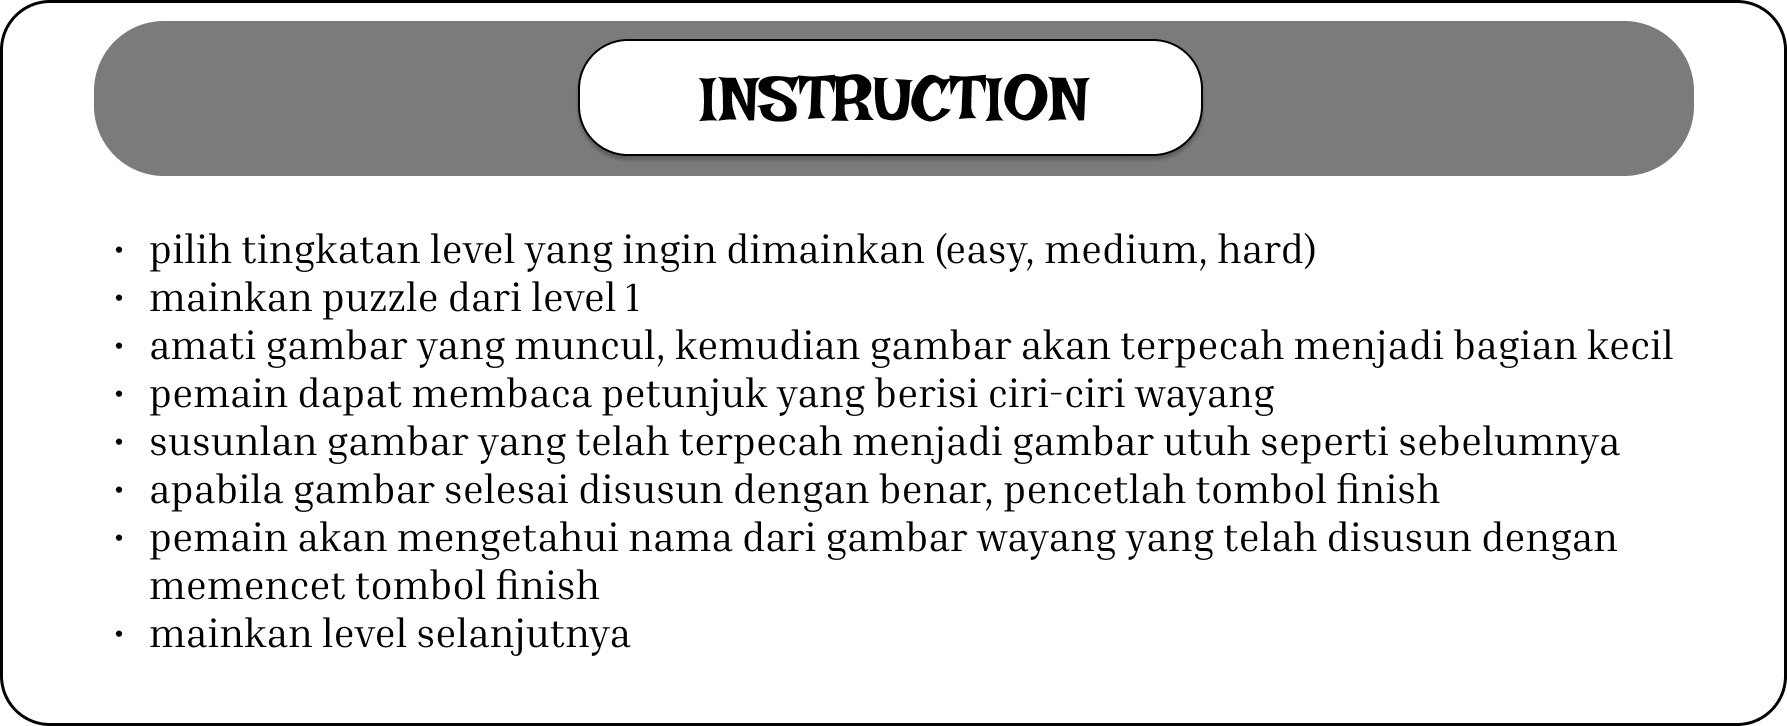 INSTRUCTION
• pilih tingkatan level yang ingin dimainkan (easy, medium, hard)
• mainkan puzzle dari level 1
• amati gambar yang muncul, kemudian gambar akan terpecah menjadi bagian kecil
• pemain dapat membaca petunjuk yang berisi ciri-ciri wayang
• susunlan gambar yang telah terpecah menjadi gambar utuh seperti sebelumnya
• apabila gambar selesai disusun dengan benar, pencetlah tombol finish
• pemain akan mengetahui nama dari gambar wayang yang telah disusun dengan
memencet tombol finish
• mainkan level selanjutnya